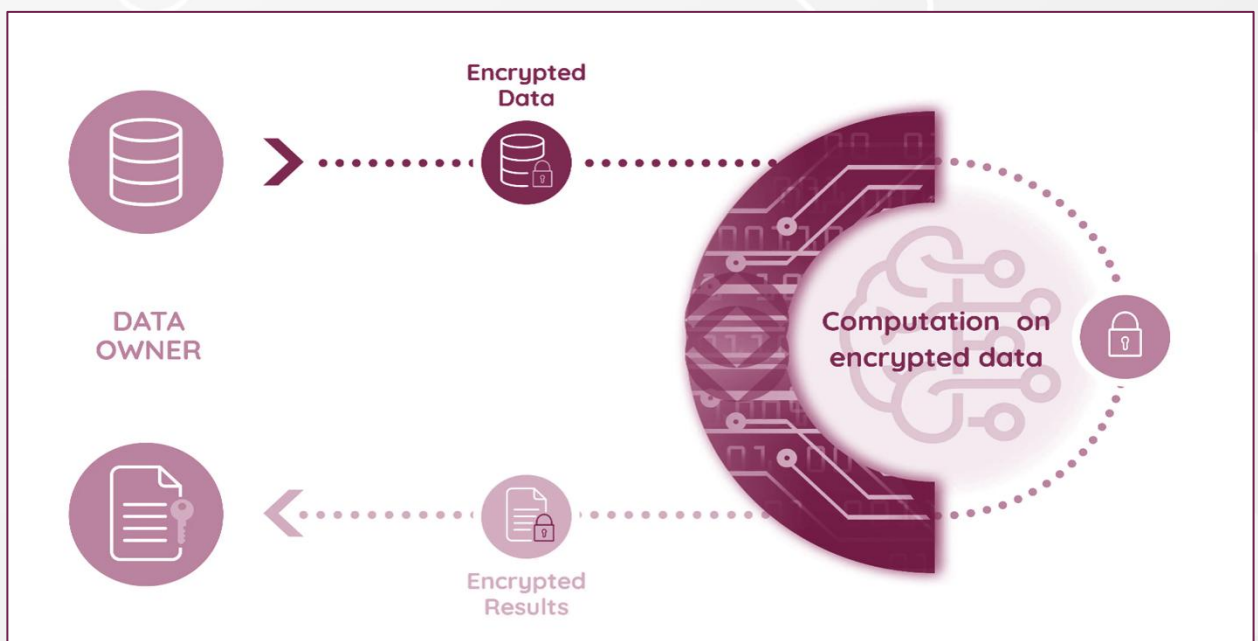 Encrypted
Data
DATA
OWNER
Computation on
encrypted data
Encrypted
Results